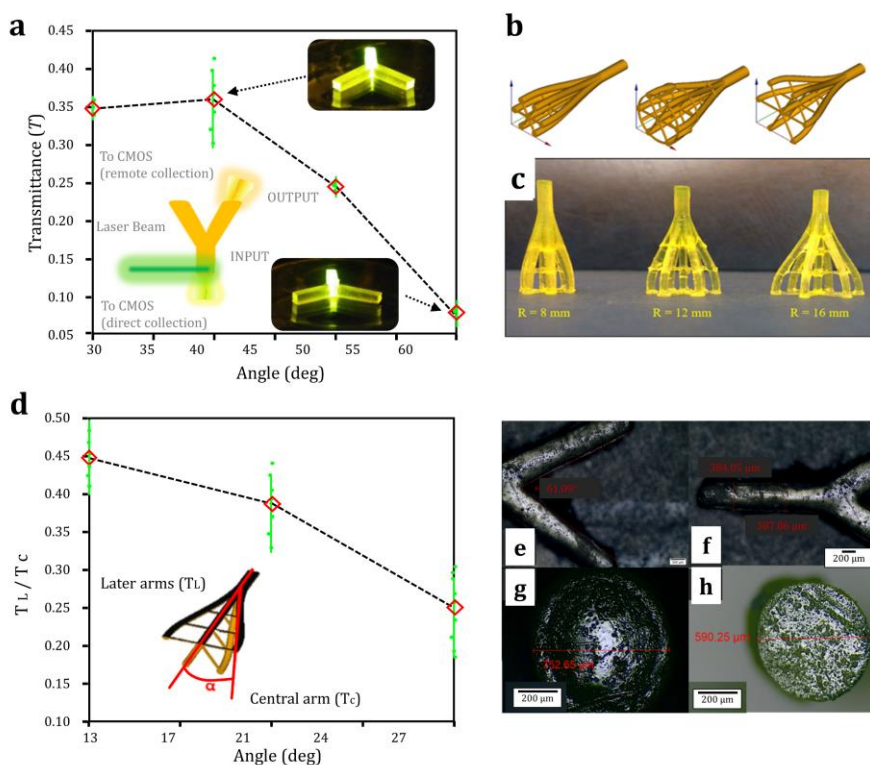 a
0.45
0.40
0.35
0.30
0.25
0.20
0.15
0.10
0.05
Transmittance (T)
To CMOS
(remote collection)
OUTPUT
Laser Beam
INPUT
To CMOS
(direct collection)
30
40
45
50
55
60
Angle (deg)
b
c
R = 8 mm
R = 12 mm
R = 16 mm
d
0.50
0.45
0.40
0.35
0.30
0.25
0.20
0.15
0.10
TL / TC
Later arms (TL)
α
Central arm (Tc)
13
17
21
22
24
27
Angle (deg)
e
f
200 μm
g
752.65 μm
200 μm
h
590.25 μm
200 μm